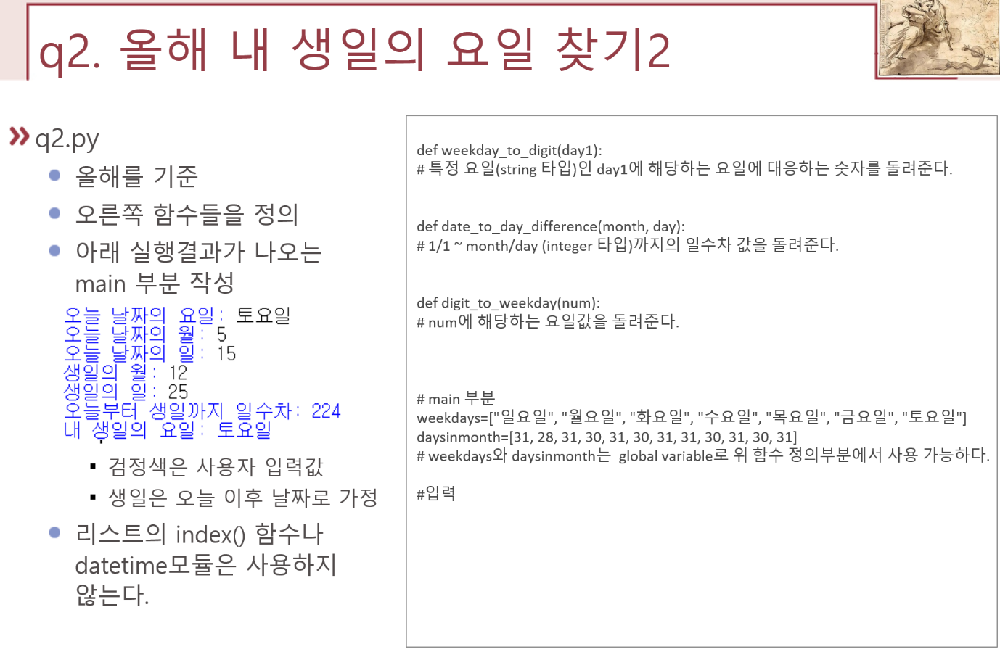 q2. 올해 내 생일의 요일 찾기2
q2.py
올해를 기준
오른쪽 함수들을 정의
아래 실행결과가 나오는
main 부분 작성
오늘 날짜의 요일: 토요일
오늘 날짜의 월: 5
오늘 날짜의 일: 15
생일의 월: 12
생일의 일: 25
오늘부터 생일까지 일수차: 224
내 생일의 요일: 토요일
검정색은 사용자 입력값
생일은 오늘 이후 날짜로 가정
리스트의 index() 함수나
datetime모듈은 사용하지
않는다.
def weekday_to_digit(day1):
# 특정 요일(string 타입)인 day1에 해당하는 요일에 대응하는 숫자를 돌려준다.
def date_to_day_difference(month, day):
# 1/1 ~ month/day (integer 타입)까지의 일수차 값을 돌려준다.
def digit_to_weekday(num):
# num에 해당하는 요일값을 돌려준다.
# main 부분
weekdays=["일요일", "월요일", "화요일", "수요일", "목요일", "금요일", "토요일"]
daysinmonth=[31, 28, 31, 30, 31, 30, 31, 31, 30, 31, 30, 31]
# weekdays와 daysinmonth는 global variable로 위 함수 정의부분에서 사용 가능하다.
#입력